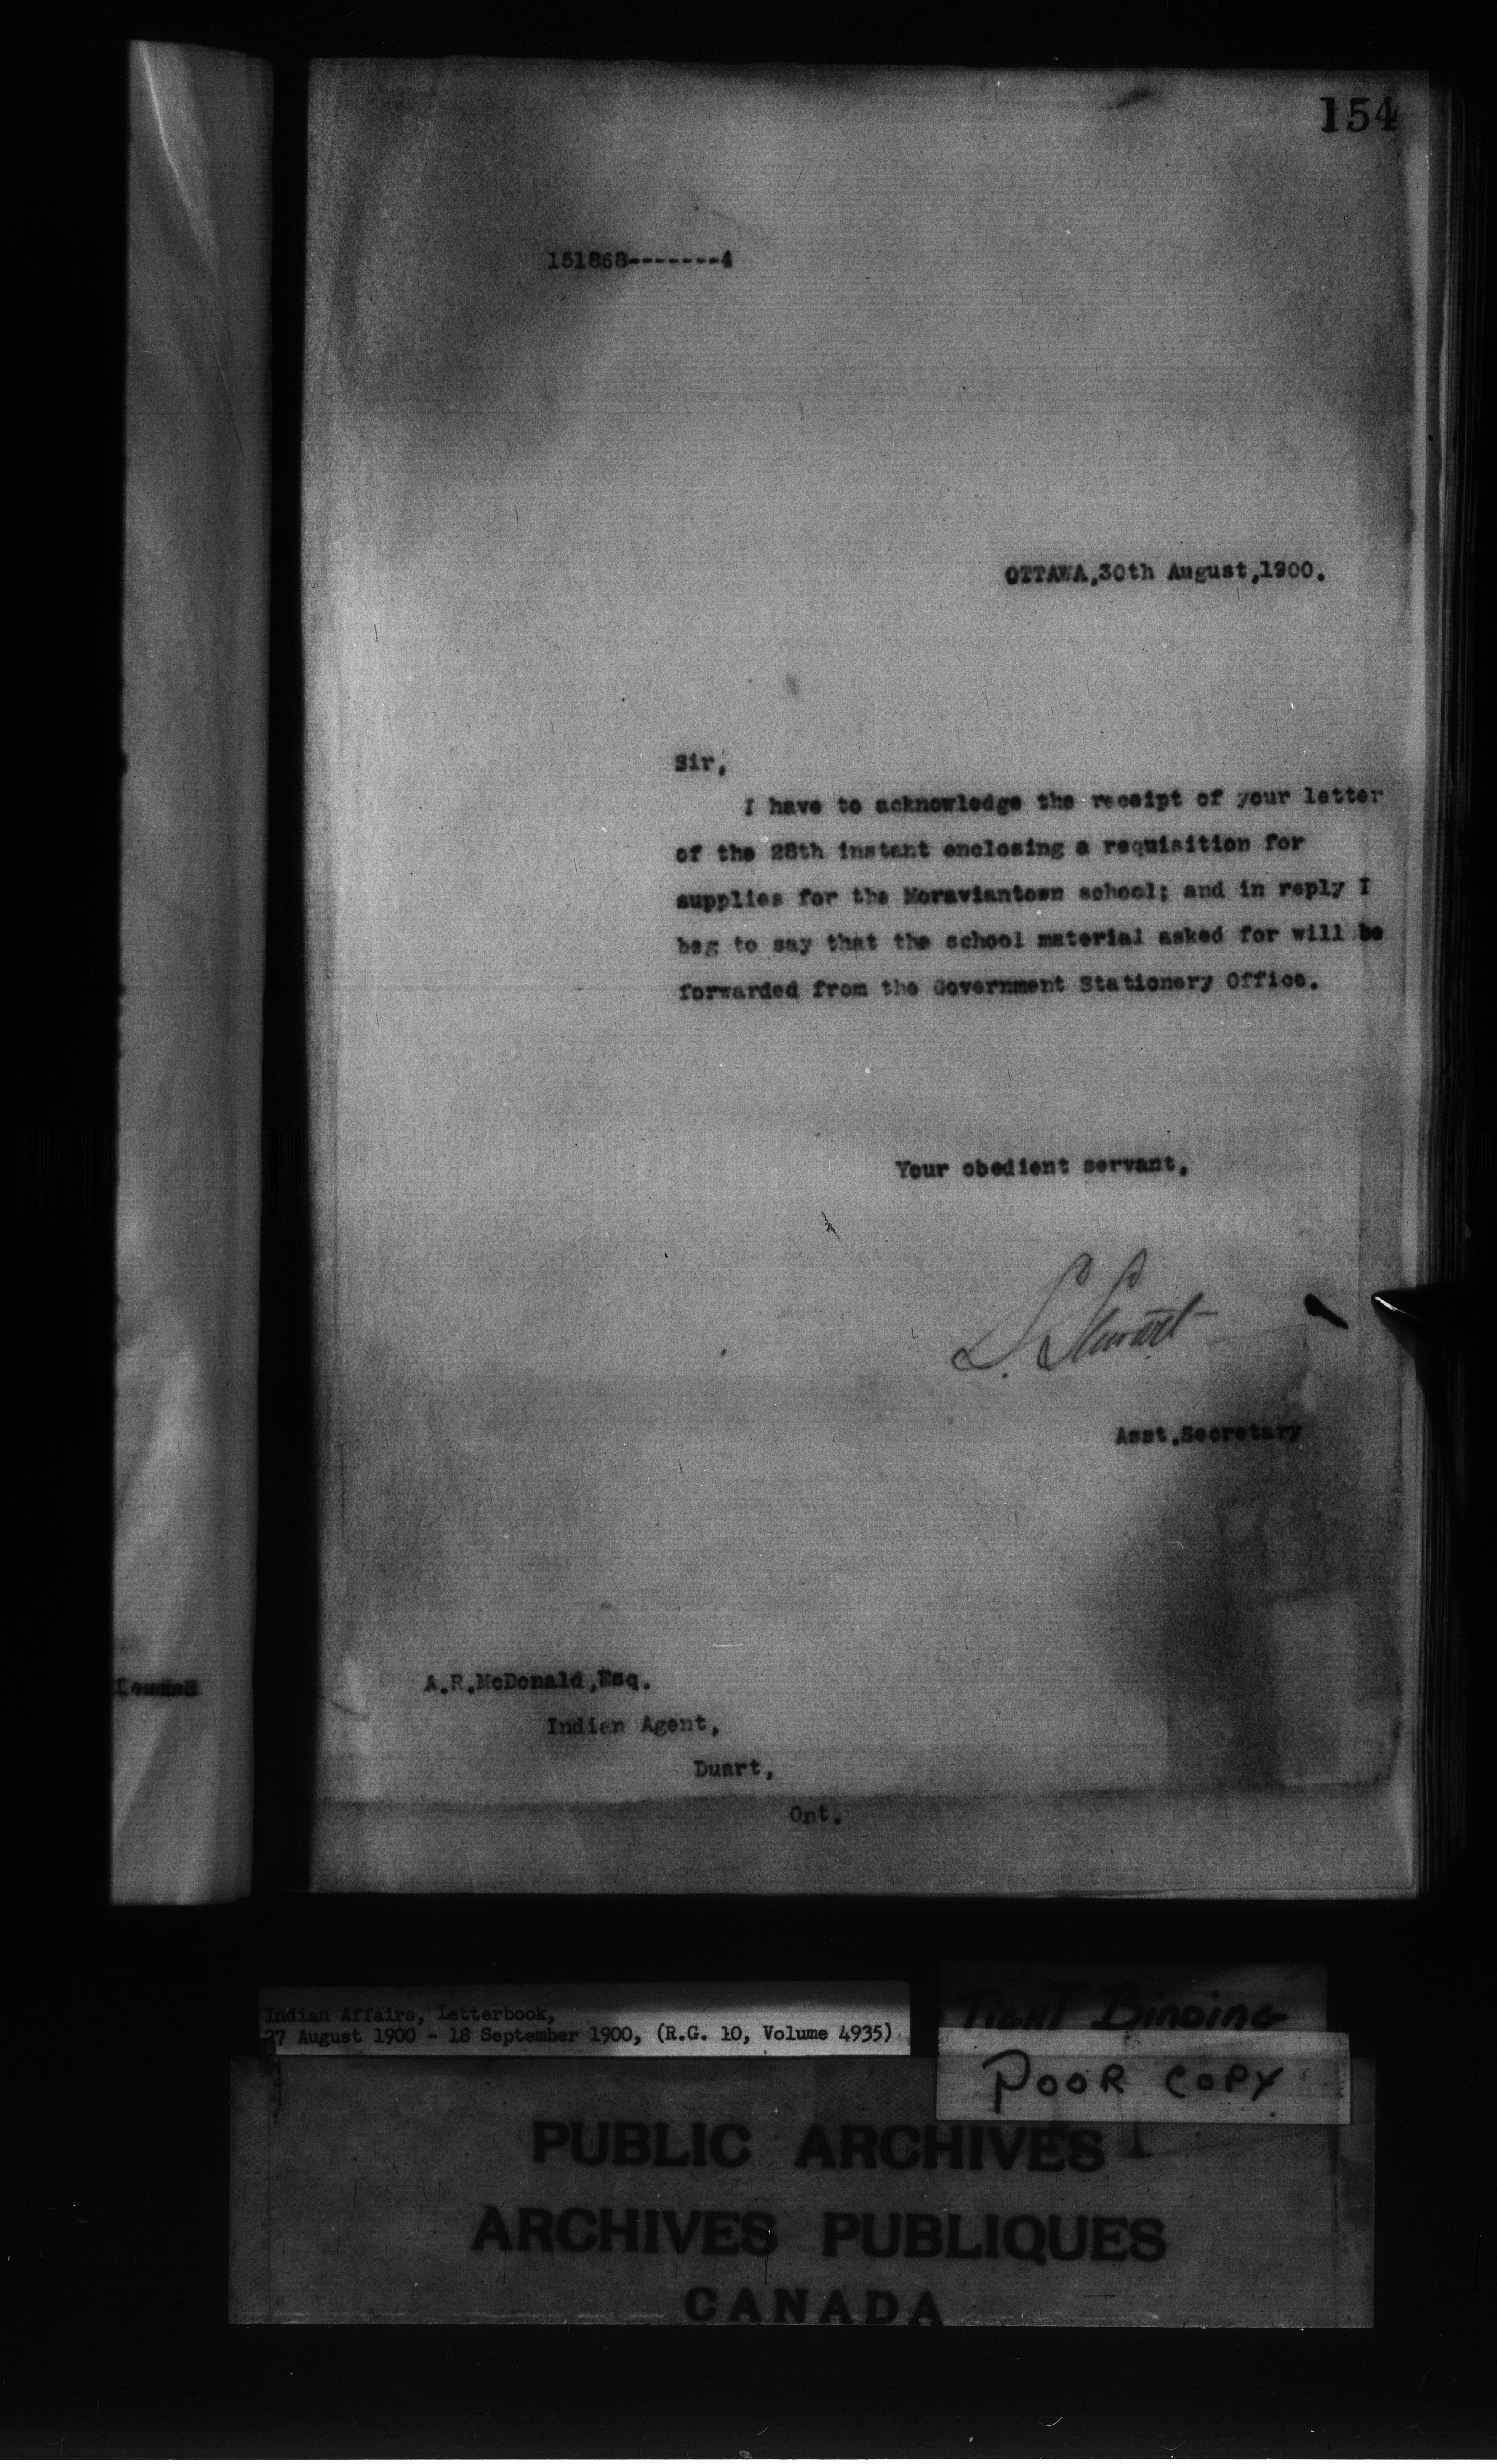 154
151868-------4
OTTAWA,30th August,1900.
Sir,
I have to acknowledge the receipt of your letter
of the 28th instant enclosing a requisition for
supplies for the Moraviantown school; and in reply I
beg to say that the school material asked for will be
forwarded from the Government Stationery Office.
Your obedient servant,
S. Stewart
Asst.Secretary
A.R.McDonald,Esq.
Indian Agent,
Duart,
Ont.
Indian Affairs, Letterbook,
27 August 1900 - 18 September 1900, (R.G. 10, Volume 4935)
TIGHT BINDING
POOR COPY
PUBLIC ARCHIVES
ARCHIVES PUBLIQUES
CANADA